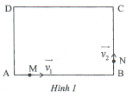 D C
v₂ N
A M v₁ B
Hình 1